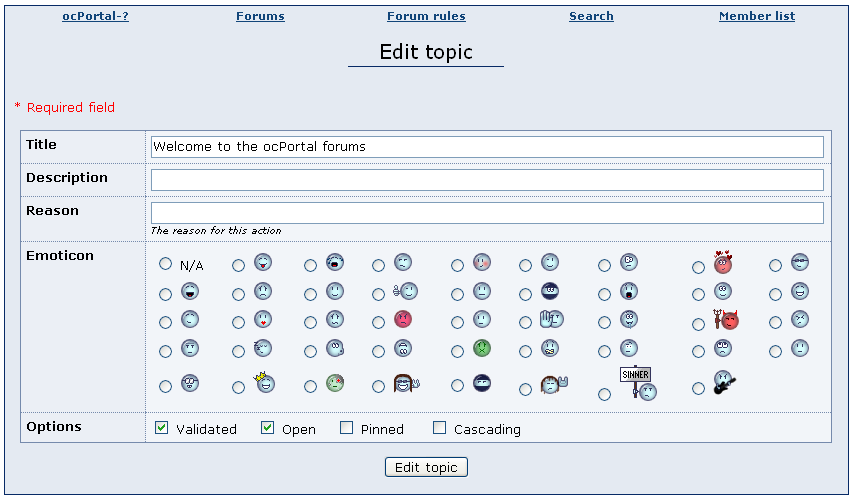 ocPortal-? Forums Forum rules Search Member list
Edit topic
* Required field
Title Welcome to the ocPortal forums
Description
Reason
The reason for this action
Emoticon N/A
SINNER
Options Validated Open Pinned Cascading
Edit topic